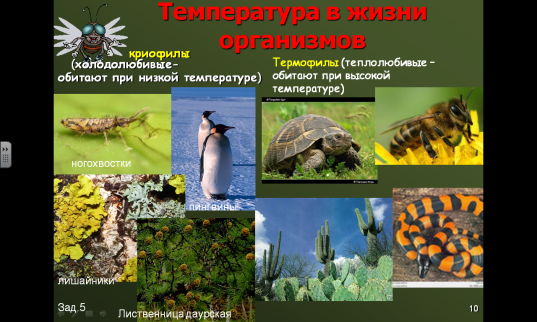 Температура в жизни
организмов
криофилы
(холодолюбивые–
обитают при низкой температуре)
Термофилы (теплолюбивые –
обитают при высокой
температуре)
ногохвостки
пингвины
лишайники
Лиственница даурская
Зад.5
10